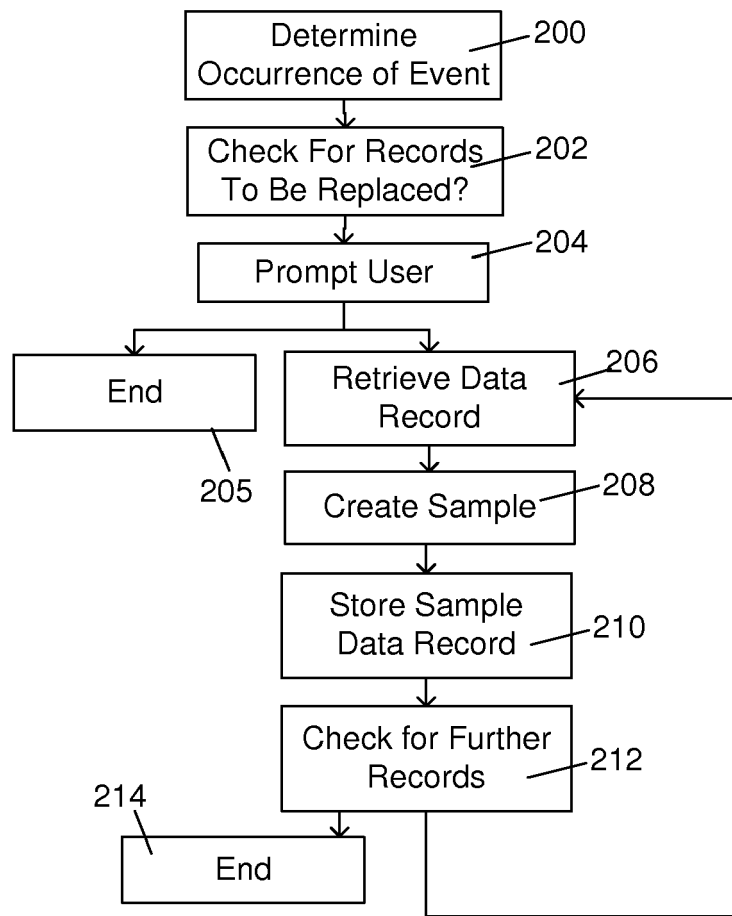 Determine
Occurrence of Event
200
Check For Records
To Be Replaced?
202
Prompt User
204
End
205
Retrieve Data
Record
206
Create Sample
208
Store Sample
Data Record
210
Check for Further
Records
212
214
End